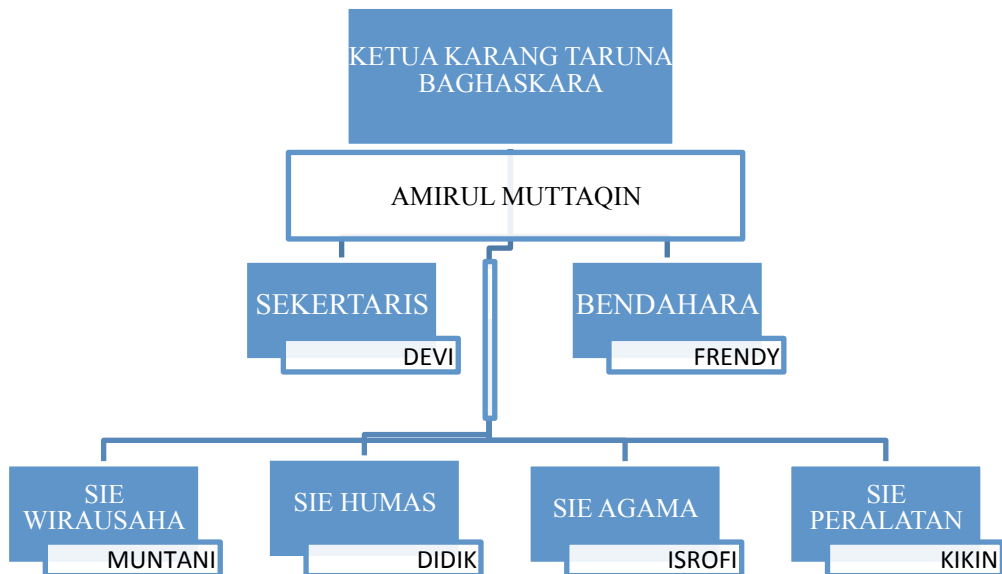 KETUA KARANG TARUNA
BAGHASKARA
AMIRUL MUTTAQIN
SEKERTARIS
DEVI
BENDAHARA
FRENDY
SIE
WIRAUSAHA
MUNTANI
SIE HUMAS
DIDIK
SIE AGAMA
ISROFI
SIE
PERALATAN
KIKIN